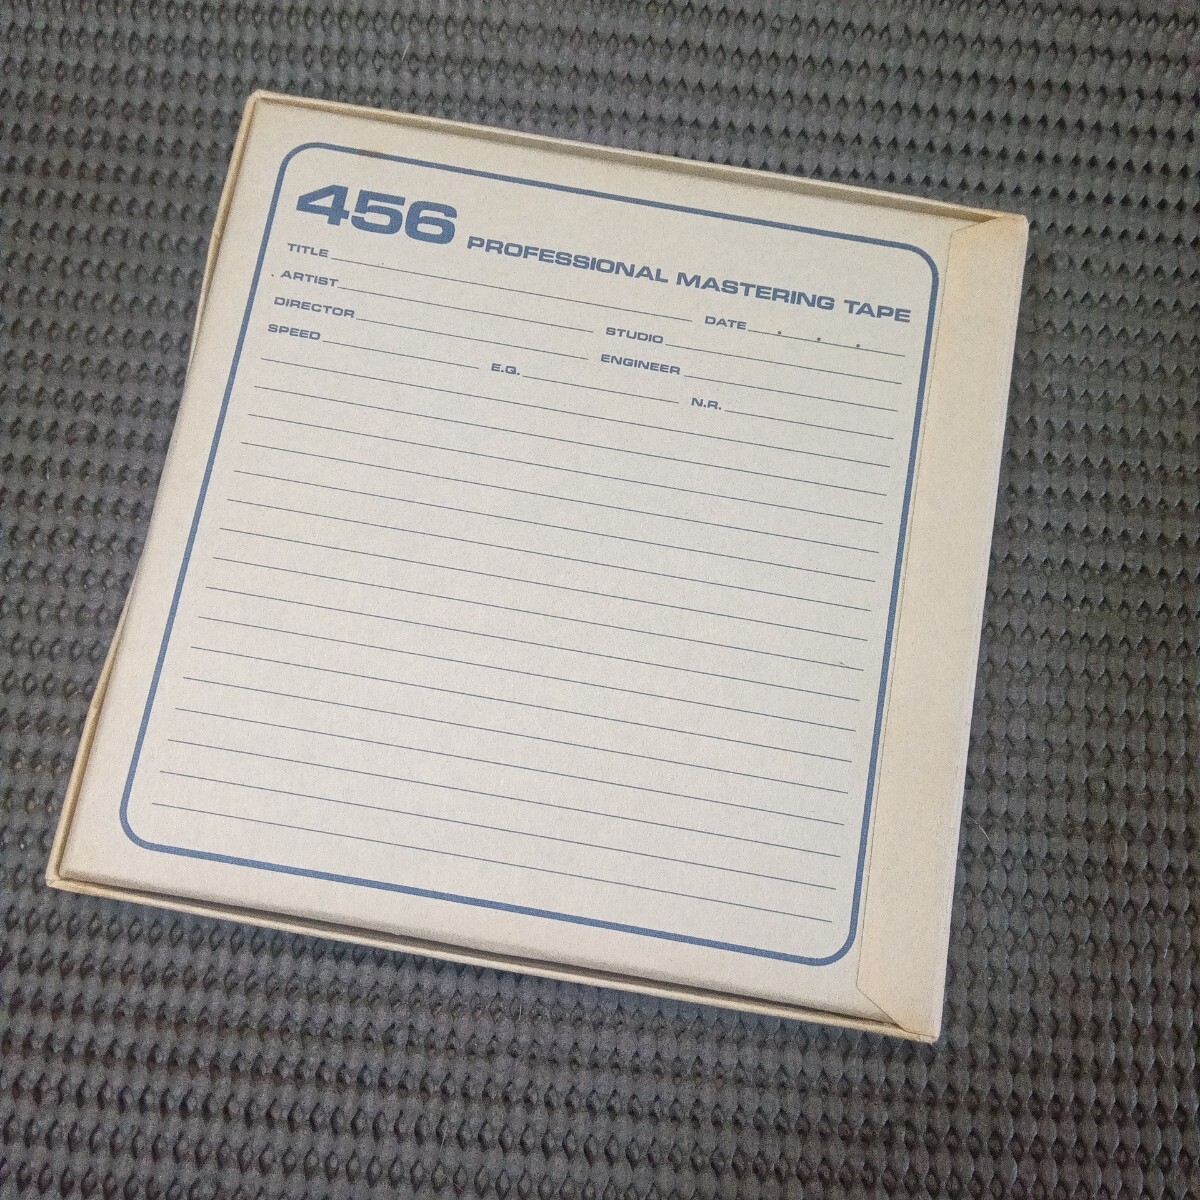 456 PROFESSIONAL MASTERING TAPE
TITLE DATE . . .
ARTIST STUDIO
DIRECTOR ENGINEER
SPEED E.Q. N.R.